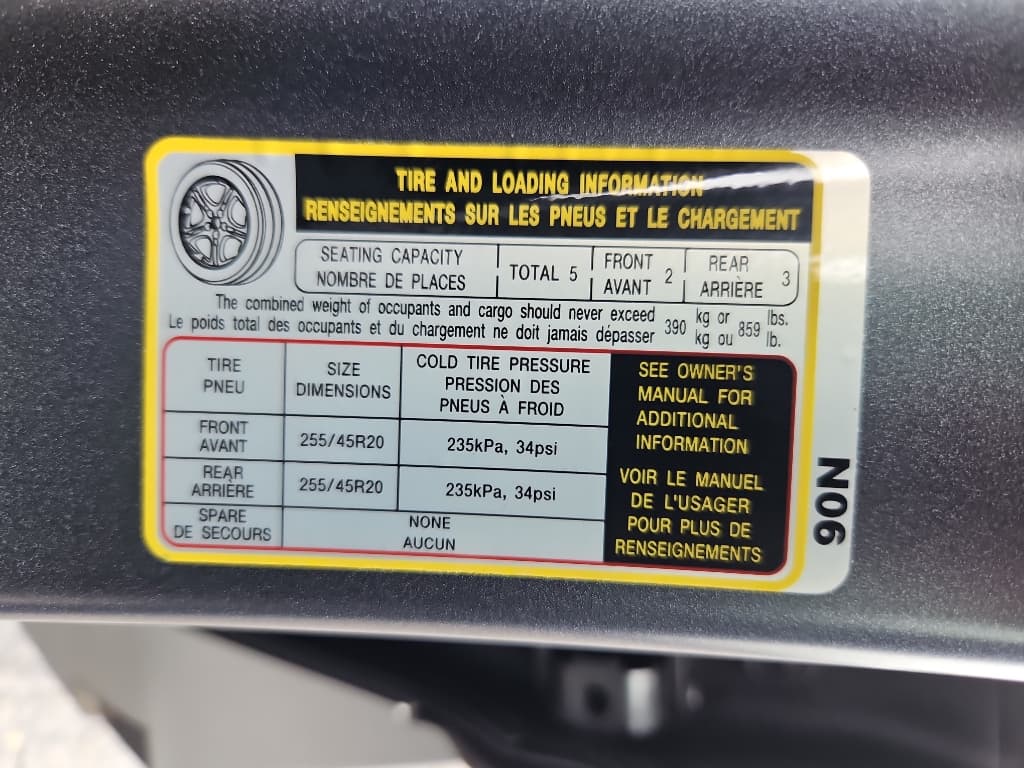 TIRE AND LOADING INFORMATION
RENSEIGNEMENTS SUR LES PNEUS ET LE CHARGEMENT
SEATING CAPACITY
NOMBRE DE PLACES
TOTAL 5
FRONT
AVANT 2
REAR
ARRIÈRE 3
The combined weight of occupants and cargo should never exceed 390 kg or 859 lbs.
Le poids total des occupants et du chargement ne doit jamais dépasser kg ou lb.
TIRE
PNEU
SIZE
DIMENSIONS
COLD TIRE PRESSURE
PRESSION DES
PNEUS À FROID
FRONT
AVANT
255/45R20
235kPa, 34psi
REAR
ARRIÈRE
255/45R20
235kPa, 34psi
SPARE
DE SECOURS
NONE
AUCUN
SEE OWNER'S
MANUAL FOR
ADDITIONAL
INFORMATION
VOIR LE MANUEL
DE L'USAGER
POUR PLUS DE
RENSEIGNEMENTS
N06